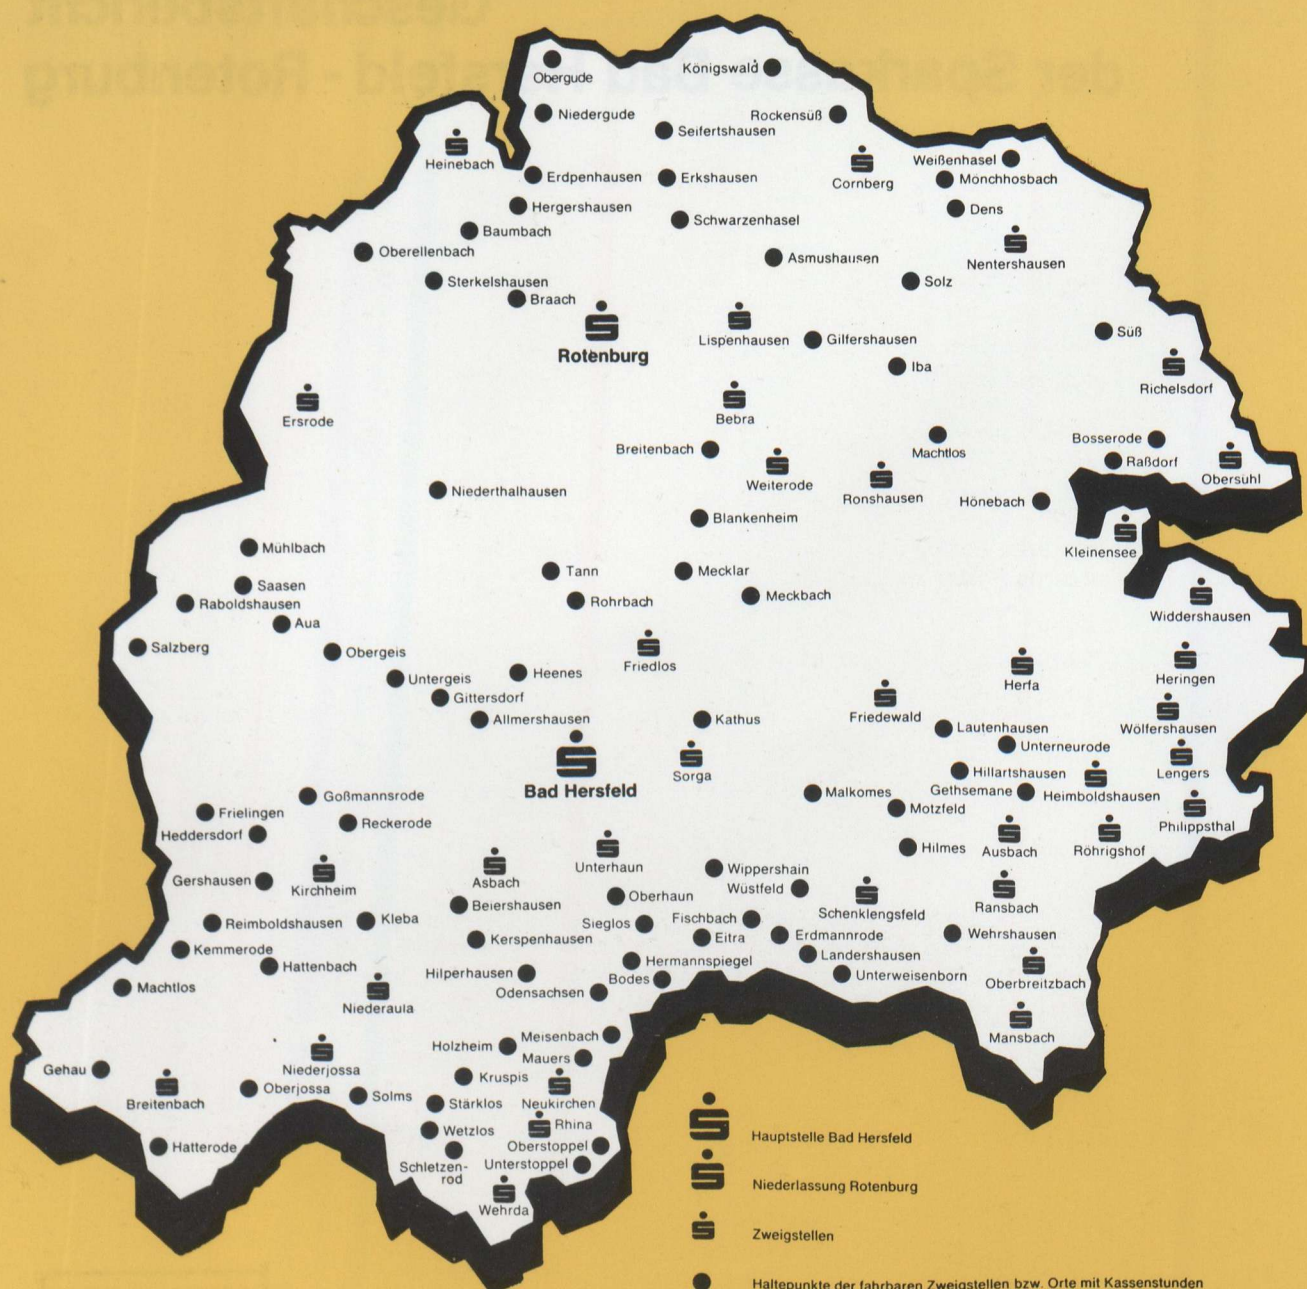 Obergude
Königswald
Niedergude
Rockensüß
Seifertshausen
Heinebach
Cornberg
Weißenhasel
Mönchhosbach
Erdpenhausen
Erkshausen
Dens
Hergershausen
Schwarzenhasel
Baumbach
Nentershausen
Oberellenbach
Asmushausen
Sterkelshausen
Solz
Braach
Rotenburg
Lispenhausen
Gilfershausen
Süß
Iba
Richelsdorf
Ersrode
Bebra
Breitenbach
Machtlos
Bosserode
Raßdorf
Obersuhl
Weiterode
Ronshausen
Niederthalhausen
Hönebach
Blankenheim
Kleinensee
Mühlbach
Tann
Mecklar
Saasen
Meckbach
Raboldshausen
Rohrbach
Widdershausen
Aua
Salzberg
Obergeis
Friedlos
Heenes
Herfa
Heringen
Untergeis
Gittersdorf
Friedewald
Allmershausen
Kathus
Lautenhausen
Wölfershausen
Unterneurode
Bad Hersfeld
Sorga
Hillartshausen
Lengers
Gethsemane
Heimboldshausen
Goßmannsrode
Malkomes
Motzfeld
Philippsthal
Frielingen
Reckerode
Heddersdorf
Hilmes
Ausbach
Röhrigshof
Unterhaun
Asbach
Wippershain
Gershausen
Kirchheim
Wüstfeld
Oberhaun
Beiershausen
Schenklengsfeld
Ransbach
Reimboldshausen
Kleba
Sieglos
Fischbach
Kerspenhausen
Eitra
Erdmannrode
Wehrshausen
Kemmerode
Hattenbach
Landershausen
Hermannspiegel
Hilperhausen
Bodes
Unterweisenborn
Oberbreitzbach
Machtlos
Odensachsen
Niederaula
Mansbach
Meisenbach
Holzheim
Mauers
Gehau
Niederjossa
Kruspis
Breitenbach
Oberjossa
Solms
Stärklos
Neukirchen
Wetzlos
Rhina
Hatterode
Oberstoppel
Schletzen-
rod
Unterstoppel
Wehrda
Hauptstelle Bad Hersfeld
Niederlassung Rotenburg
Zweigstellen
Haltepunkte der fahrbaren Zweigstellen bzw. Orte mit Kassenstunden